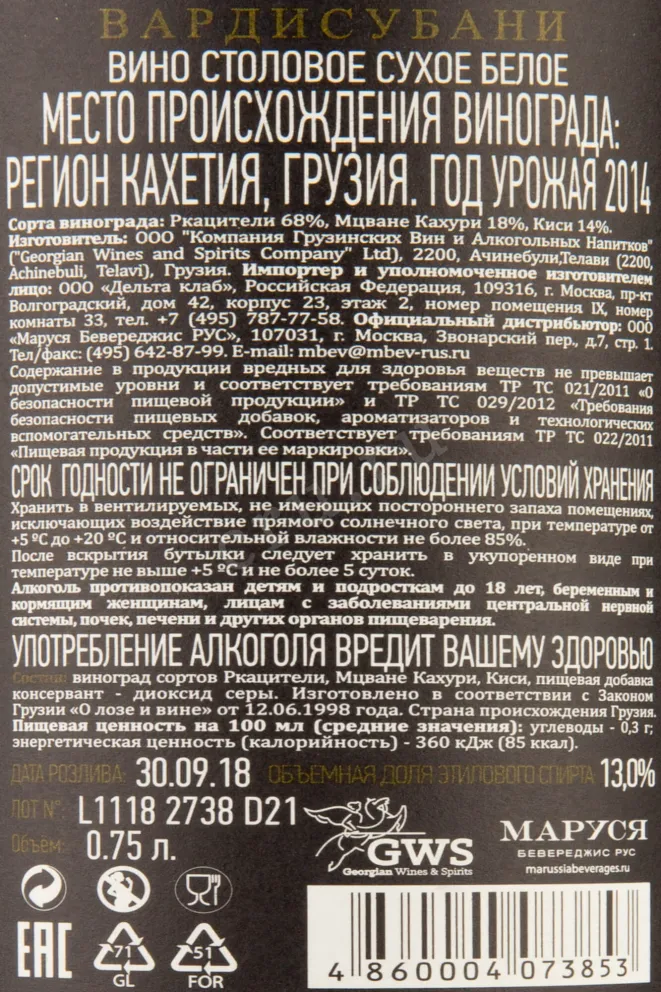 ВАРДИСУБАНИ
ВИНО СТОЛОВОЕ СУХОЕ БЕЛОЕ
МЕСТО ПРОИСХОЖДЕНИЯ ВИНОГРАДА:
РЕГИОН КАХЕТИЯ, ГРУЗИЯ. ГОД УРОЖАЯ 2014
Сорта винограда: Ркацители 68%, Мцване Кахури 18%, Киси 14%.
Изготовитель: ООО "Компания Грузинских Вин и Алкогольных Напитков"
("Georgian Wines and Spirits Company" Ltd), 2200, Ачинебули,Телави (2200,
Achinebuli, Telavi), Грузия. Импортер и уполномоченное изготовителем
лицо: ООО «Дельта клаб», Российская Федерация, 109316, г. Москва, пр-кт
Волгоградский, дом 42, корпус 23, этаж 2, номер помещения IX, номер
комнаты 33, тел. +7 (495) 787-77-58. Официальный дистрибьютор: ООО
«Маруся Бевереджис РУС», 107031, г. Москва, Звонарский пер., д.7, стр. 1.
Тел/факс: (495) 642-87-99. E-mail: mbev@mbev-rus.ru
Содержание в продукции вредных для здоровья веществ не превышает
допустимые уровни и соответствует требованиям ТР ТС 021/2011 «О
безопасности пищевой продукции» и ТР ТС 029/2012 «Требования
безопасности пищевых добавок, ароматизаторов и технологических
вспомогательных средств». Соответствует требованиям ТР ТС 022/2011
«Пищевая продукция в части ее маркировки».
СРОК ГОДНОСТИ НЕ ОГРАНИЧЕН ПРИ СОБЛЮДЕНИИ УСЛОВИЙ ХРАНЕНИЯ
Хранить в вентилируемых, не имеющих постороннего запаха помещениях,
исключающих воздействие прямого солнечного света, при температуре от
+5 ºС до +20 ºС и относительной влажности не более 85%.
После вскрытия бутылки следует хранить в укупоренном виде при
температуре не выше +5 ºС и не более 5 суток.
Алкоголь противопоказан детям и подросткам до 18 лет, беременным и
кормящим женщинам, лицам с заболеваниями центральной нервной
системы, почек, печени и других органов пищеварения.
УПОТРЕБЛЕНИЕ АЛКОГОЛЯ ВРЕДИТ ВАШЕМУ ЗДОРОВЬЮ
Состав: виноград сортов Ркацители, Мцване Кахури, Киси, пищевая добавка
консервант - диоксид серы. Изготовлено в соответствии с Законом
Грузии «О лозе и вине» от 12.06.1998 года. Страна происхождения Грузия.
Пищевая ценность на 100 мл (средние значения): углеводы - 0,3 г;
энергетическая ценность (калорийность) - 360 кДж (85 ккал).
ДАТА РОЗЛИВА: 30.09.18 ОБЪЕМНАЯ ДОЛЯ ЭТИЛОВОГО СПИРТА 13,0%
ЛОТ N°: L1118 2738 D21
Объём: 0.75 л.
GWS
Georgian Wines & Spirits
МАРУСЯ
БЕВЕРЕДЖИС РУС
marussiabeverages.ru
EAC
71
GL
51
FOR
4 860004 073853